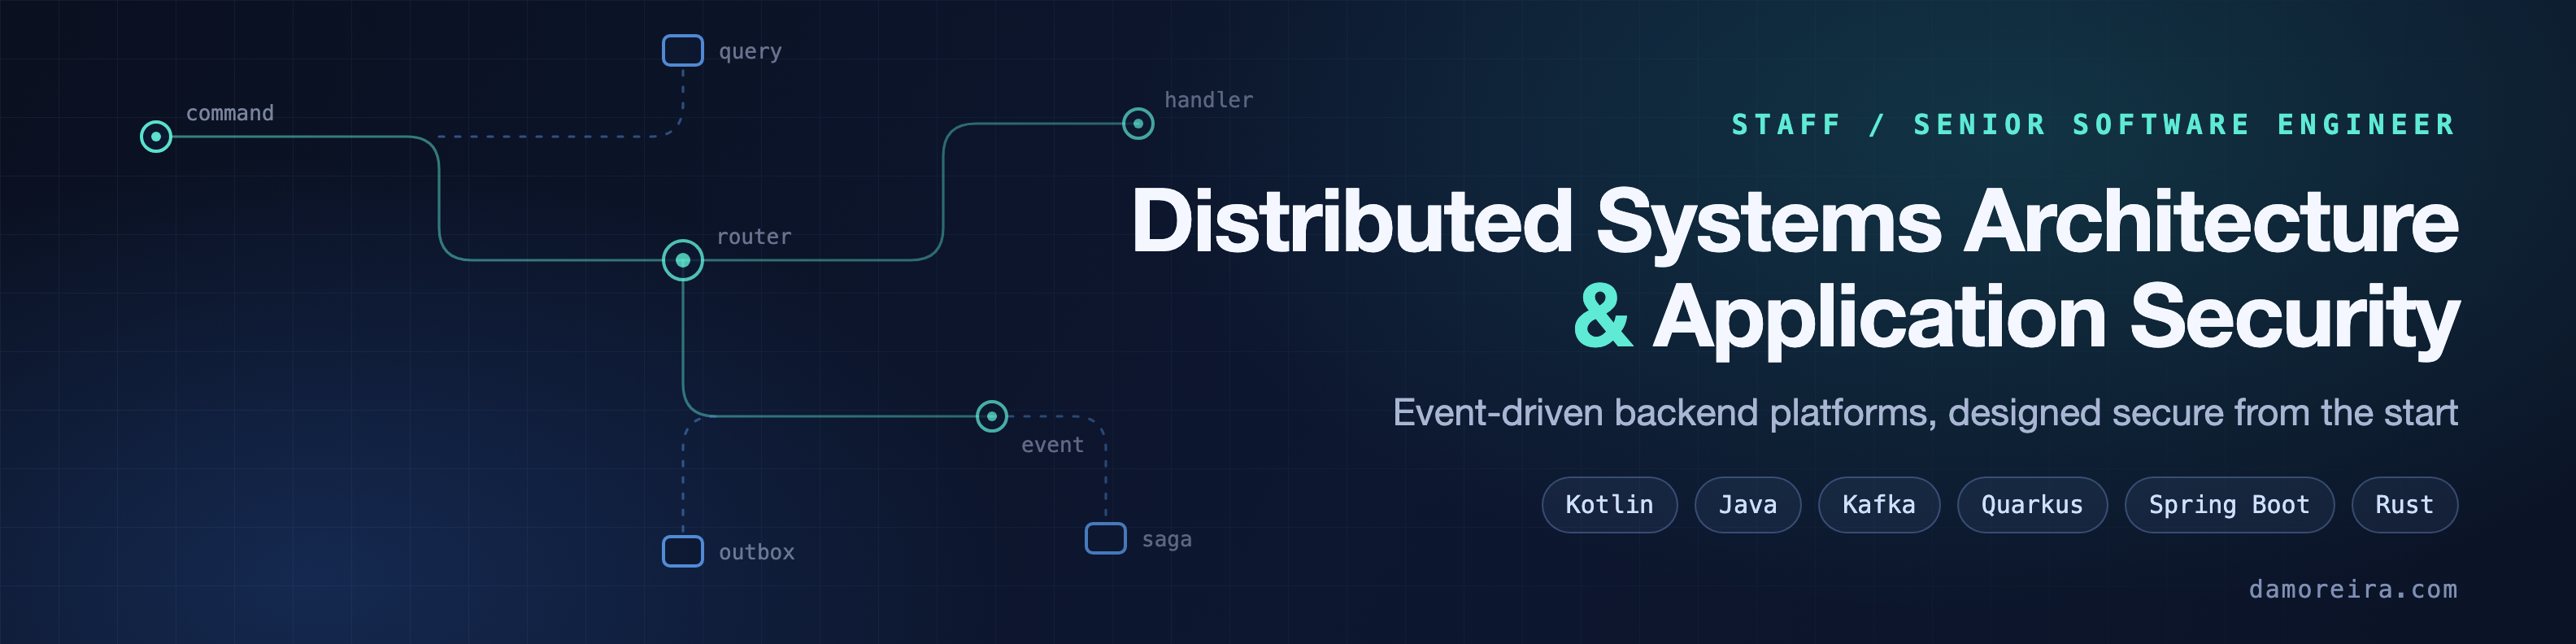 query
command
handler
router
event
outbox
saga
STAFF / SENIOR SOFTWARE ENGINEER
Distributed Systems Architecture
& Application Security
Event-driven backend platforms, designed secure from the start
Kotlin Java Kafka Quarkus Spring Boot Rust
damoreira.com